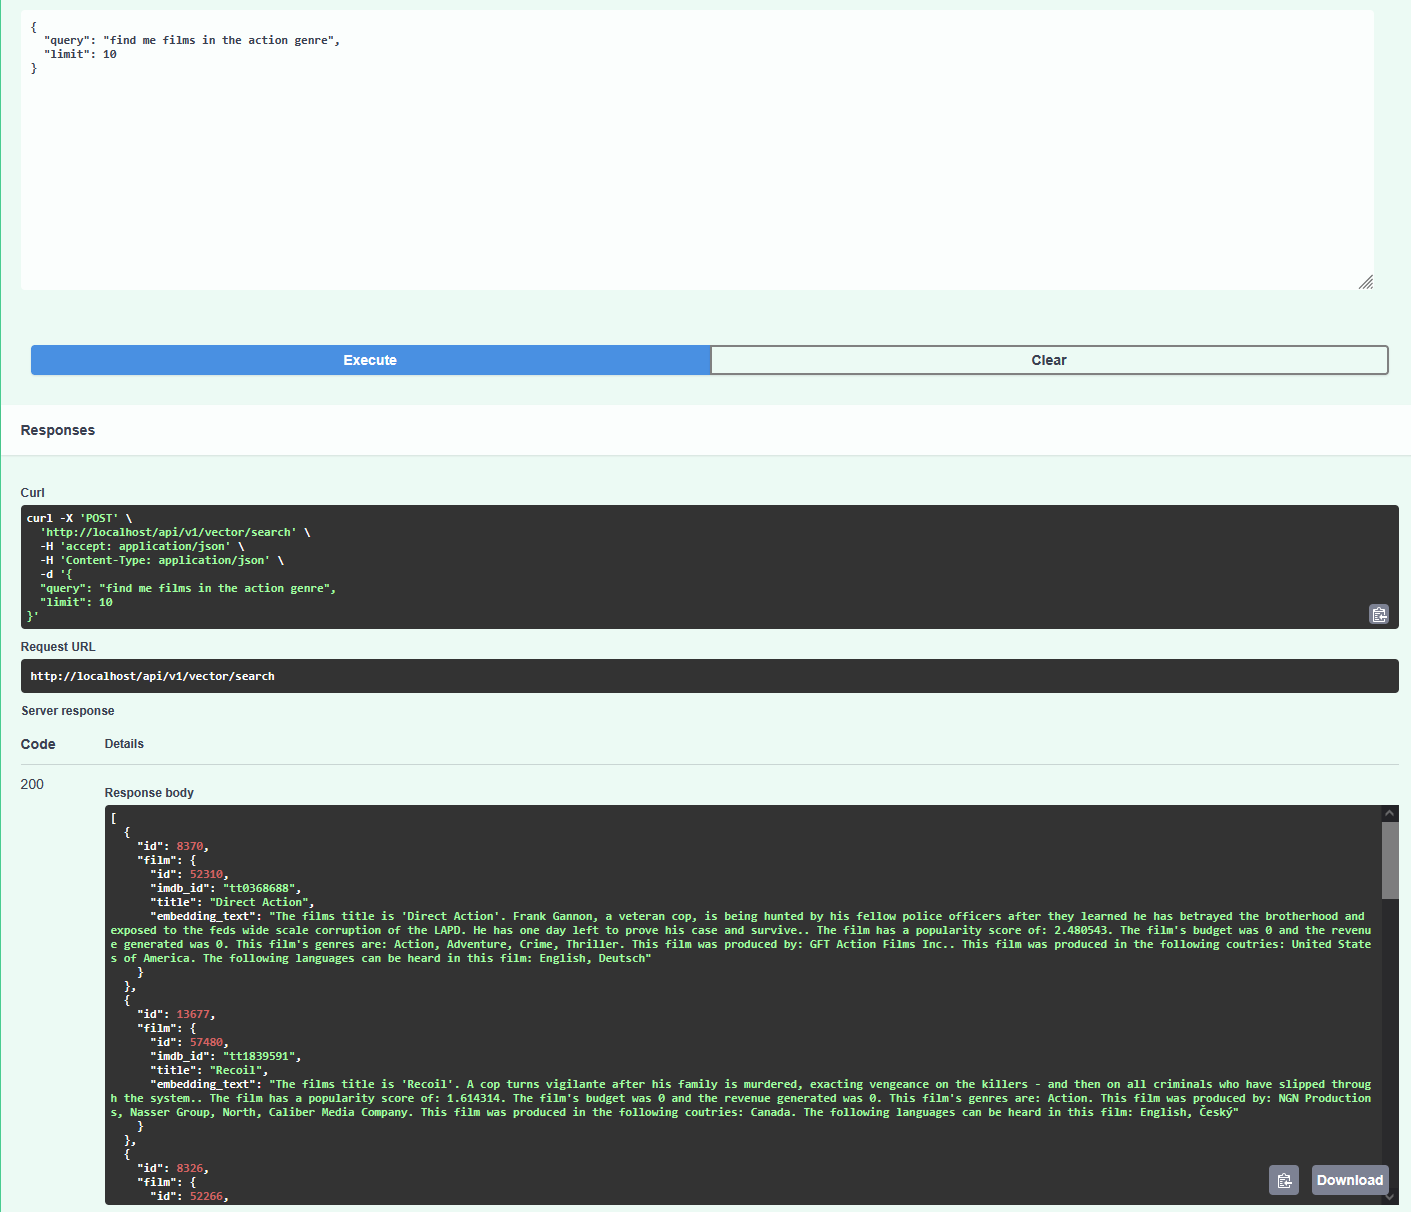 {
  "query": "find me films in the action genre",
  "limit": 10
}
Execute
Clear
Responses
Curl
curl -X 'POST' \
  'http://localhost/api/v1/vector/search' \
  -H 'accept: application/json' \
  -H 'Content-Type: application/json' \
  -d '{
  "query": "find me films in the action genre",
  "limit": 10
}'
Request URL
http://localhost/api/v1/vector/search
Server response
Code
Details
200
Response body
[
  {
    "id": 8370,
    "film": {
      "id": 52310,
      "imdb_id": "tt0368688",
      "title": "Direct Action",
      "embedding_text": "The films title is 'Direct Action'. Frank Gannon, a veteran cop, is being hunted by his fellow police officers after they learned he has betrayed the brotherhood and
exposed to the feds wide scale corruption of the LAPD. He has one day left to prove his case and survive.. The film has a popularity score of: 2.480543. The film's budget was 0 and the revenu
e generated was 0. This film's genres are: Action, Adventure, Crime, Thriller. This film was produced by: GFT Action Films Inc.. This film was produced in the following coutries: United State
s of America. The following languages can be heard in this film: English, Deutsch"
    }
  },
  {
    "id": 13677,
    "film": {
      "id": 57480,
      "imdb_id": "tt1839591",
      "title": "Recoil",
      "embedding_text": "The films title is 'Recoil'. A cop turns vigilante after his family is murdered, exacting vengeance on the killers - and then on all criminals who have slipped throug
h the system.. The film has a popularity score of: 1.614314. The film's budget was 0 and the revenue generated was 0. This film's genres are: Action. This film was produced by: NGN Production
s, Nasser Group, North, Caliber Media Company. This film was produced in the following coutries: Canada. The following languages can be heard in this film: English, Český"
    }
  },
  {
    "id": 8326,
    "film": {
      "id": 52266,
Download